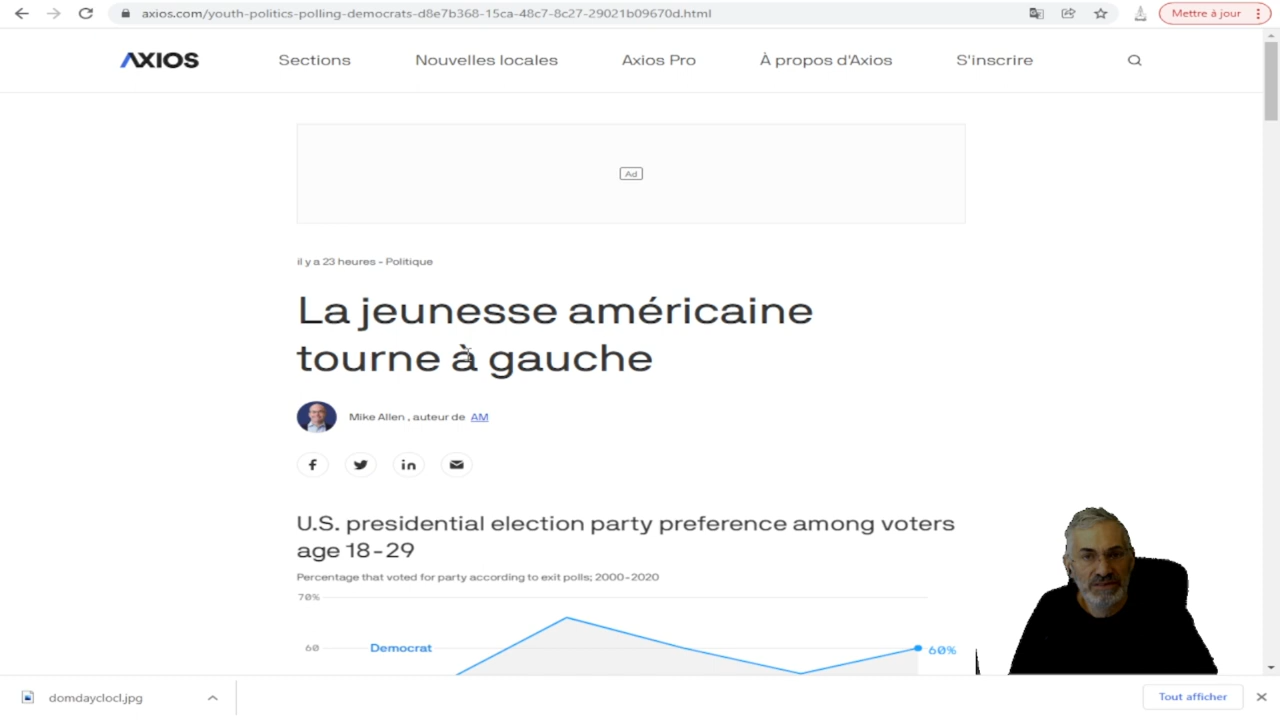 axios.com/youth-politics-polling-democrats-d8e7b368-15ca-48c7-8c27-29021b09670d.html
Mettre à jour
AXIOS
Sections
Nouvelles locales
Axios Pro
À propos d'Axios
S'inscrire
Ad
il y a 23 heures - Politique
La jeunesse américaine
tourne à gauche
Mike Allen , auteur de AM
U.S. presidential election party preference among voters
age 18-29
Percentage that voted for party according to exit polls; 2000-2020
70%
60
Democrat
60%
domdayclocl.jpg
Tout afficher